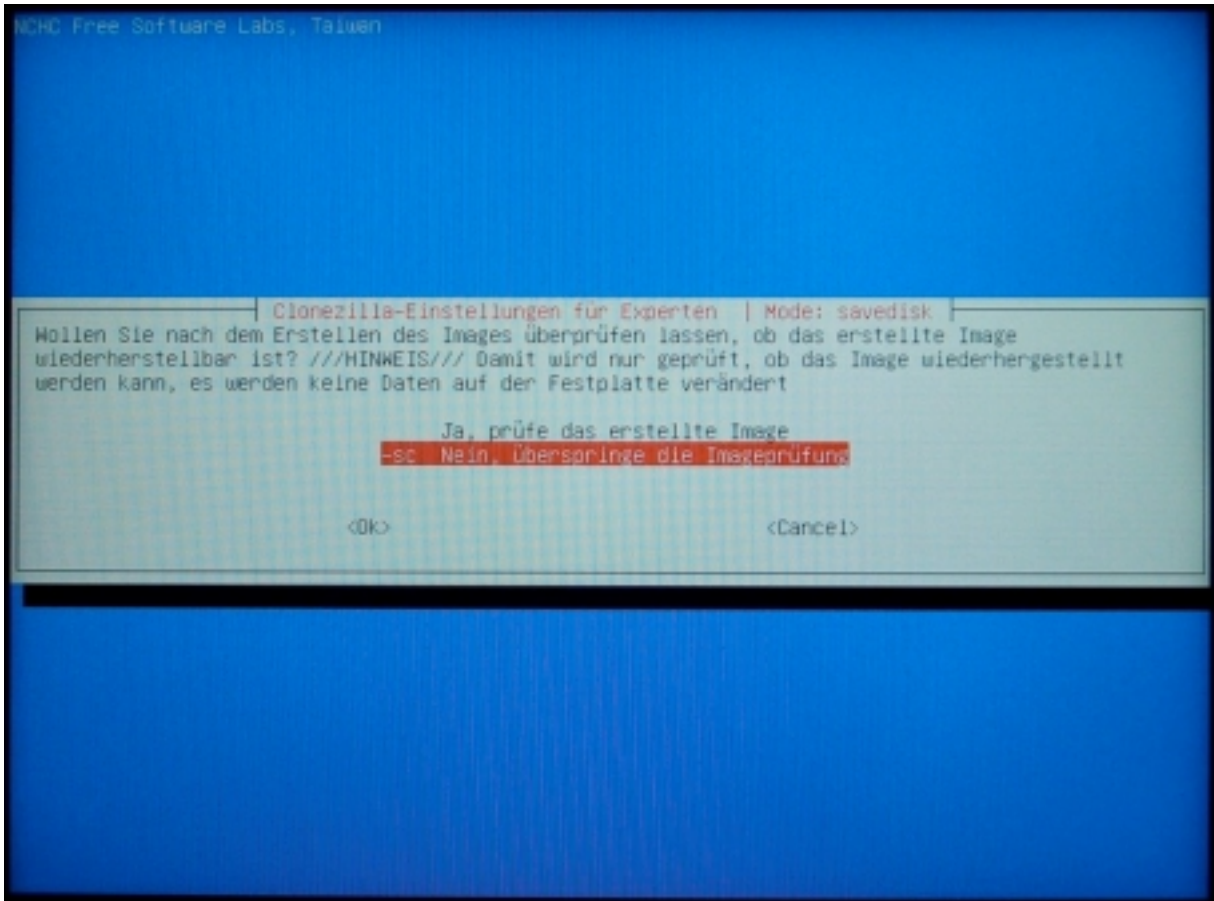 NCHC Free Software Labs, Taiwan
Clonezilla-Einstellungen für Experten | Mode: savedisk
Wollen Sie nach dem Erstellen des Images überprüfen lassen, ob das erstellte Image
wiederherstellbar ist? ///HINWEIS/// Damit wird nur geprüft, ob das Image wiederhergestellt
werden kann, es werden keine Daten auf der Festplatte verändert
Ja, prüfe das erstellte Image
-sc Nein, überspringe die Imageprüfung
<Ok> <Cancel>